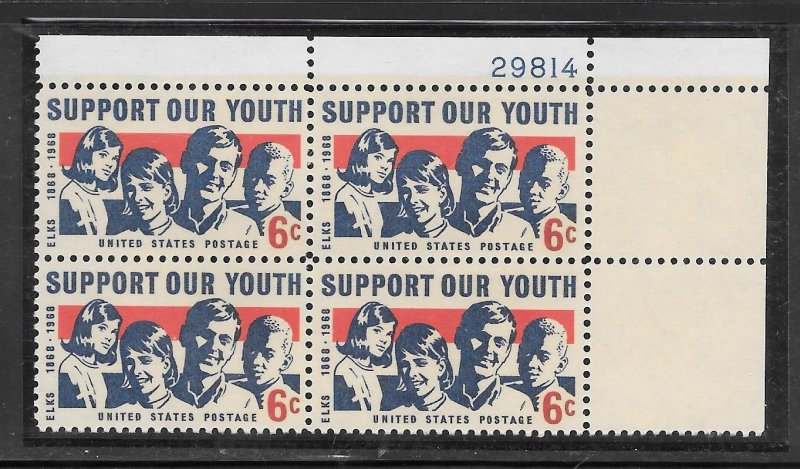 29814
SUPPORT OUR YOUTH
ELKS 1868 · 1968
UNITED STATES POSTAGE
6c
SUPPORT OUR YOUTH
ELKS 1868 · 1968
UNITED STATES POSTAGE
6c
SUPPORT OUR YOUTH
ELKS 1868 · 1968
UNITED STATES POSTAGE
6c
SUPPORT OUR YOUTH
ELKS 1868 · 1968
UNITED STATES POSTAGE
6c